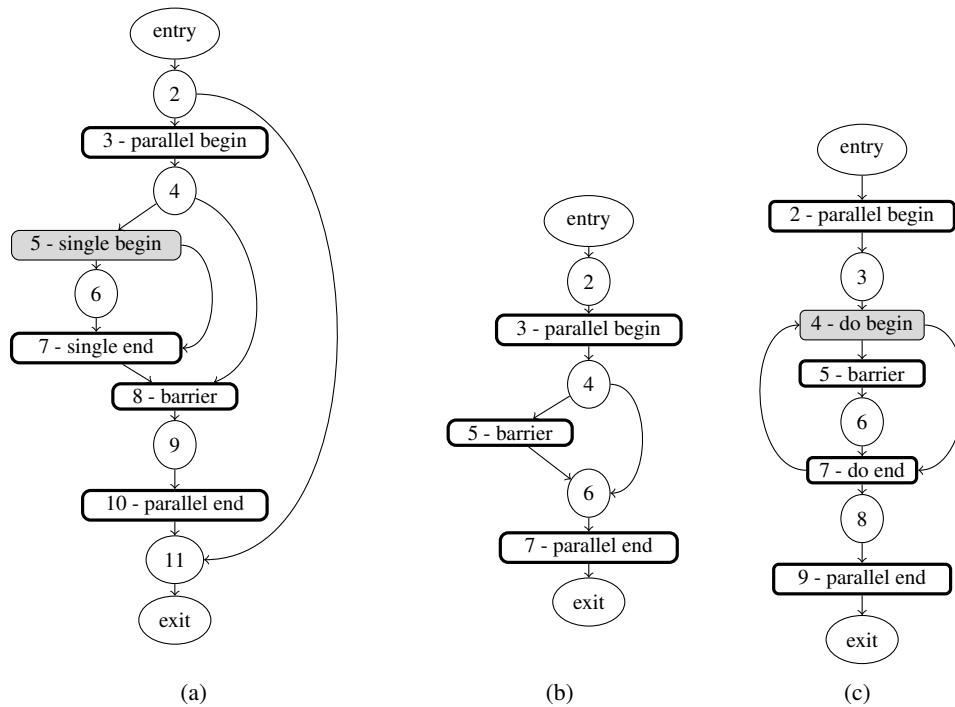 entry
2
3 - parallel begin
4
5 - single begin
6
7 - single end
8 - barrier
9
10 - parallel end
11
exit
(a)
entry
2
3 - parallel begin
4
5 - barrier
6
7 - parallel end
exit
(b)
entry
2 - parallel begin
3
4 - do begin
5 - barrier
6
7 - do end
8
9 - parallel end
exit
(c)